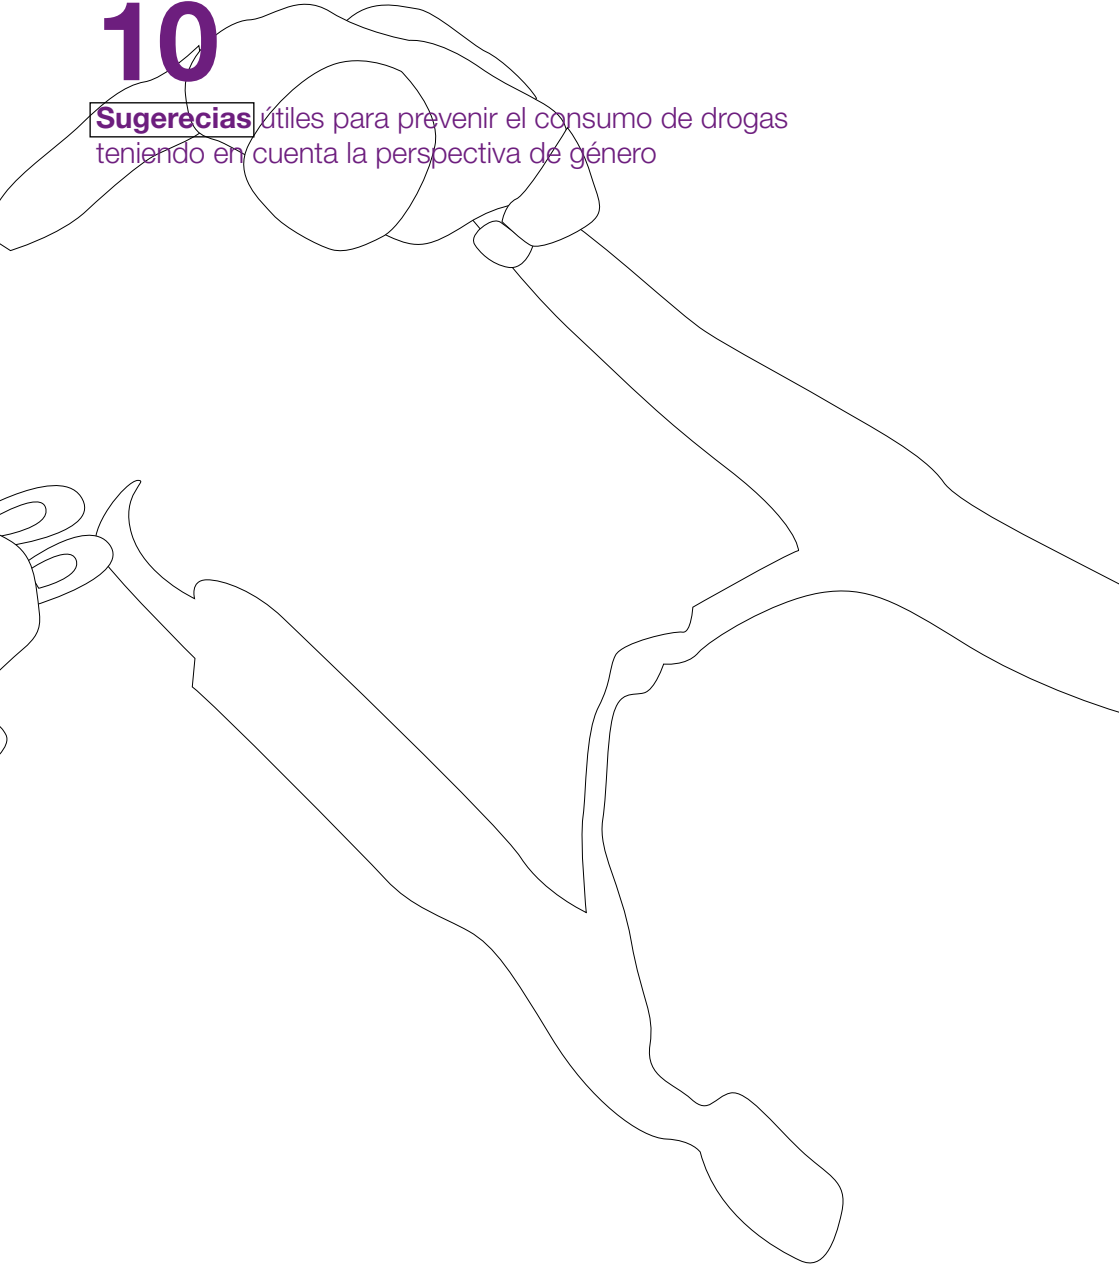 10
Sugerecias útiles para prevenir el consumo de drogas
teniendo en cuenta la perspectiva de género